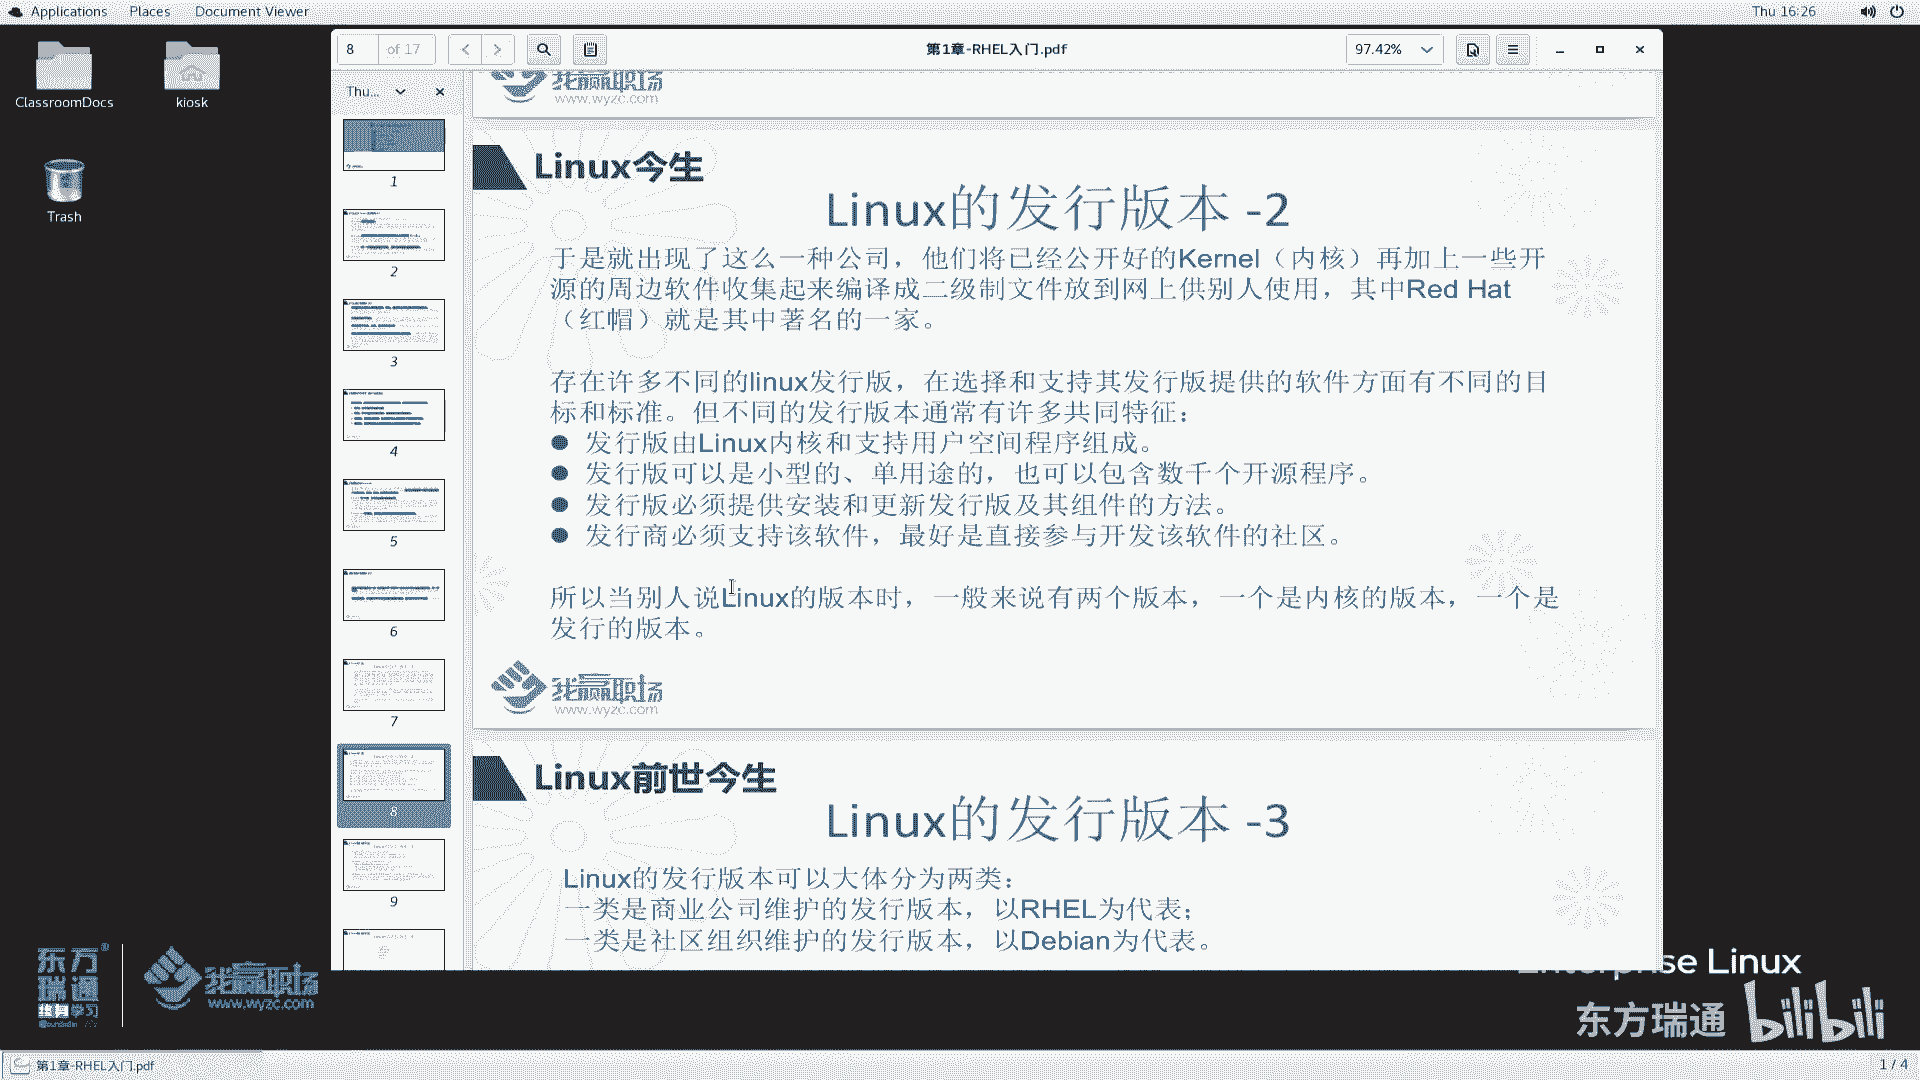 Applications Places Document Viewer Thu 16:26
8 of 17 第1章-RHEL入门.pdf 97.42%
ClassroomDocs
kiosk
Trash
Thu...
1
2
3
4
5
6
7
8
9
我赢职场
www.wyzc.com
Linux今生
Linux的发行版本 -2
于是就出现了这么一种公司，他们将已经公开好的Kernel（内核）再加上一些开
源的周边软件收集起来编译成二级制文件放到网上供别人使用，其中Red Hat
（红帽）就是其中著名的一家。
存在许多不同的linux发行版，在选择和支持其发行版提供的软件方面有不同的目
标和标准。但不同的发行版本通常有许多共同特征：
● 发行版由Linux内核和支持用户空间程序组成。
● 发行版可以是小型的、单用途的，也可以包含数千个开源程序。
● 发行版必须提供安装和更新发行版及其组件的方法。
● 发行商必须支持该软件，最好是直接参与开发该软件的社区。
所以当别人说Linux的版本时，一般来说有两个版本，一个是内核的版本，一个是
发行的版本。
我赢职场
www.wyzc.com
Linux前世今生
Linux的发行版本 -3
Linux的发行版本可以大体分为两类：
一类是商业公司维护的发行版本，以RHEL为代表；
一类是社区组织维护的发行版本，以Debian为代表。
东方
瑞通
学习
我赢职场
www.wyzc.com
Enterprise Linux
东方瑞通 bilibili
第1章-RHEL入门.pdf
1 / 4